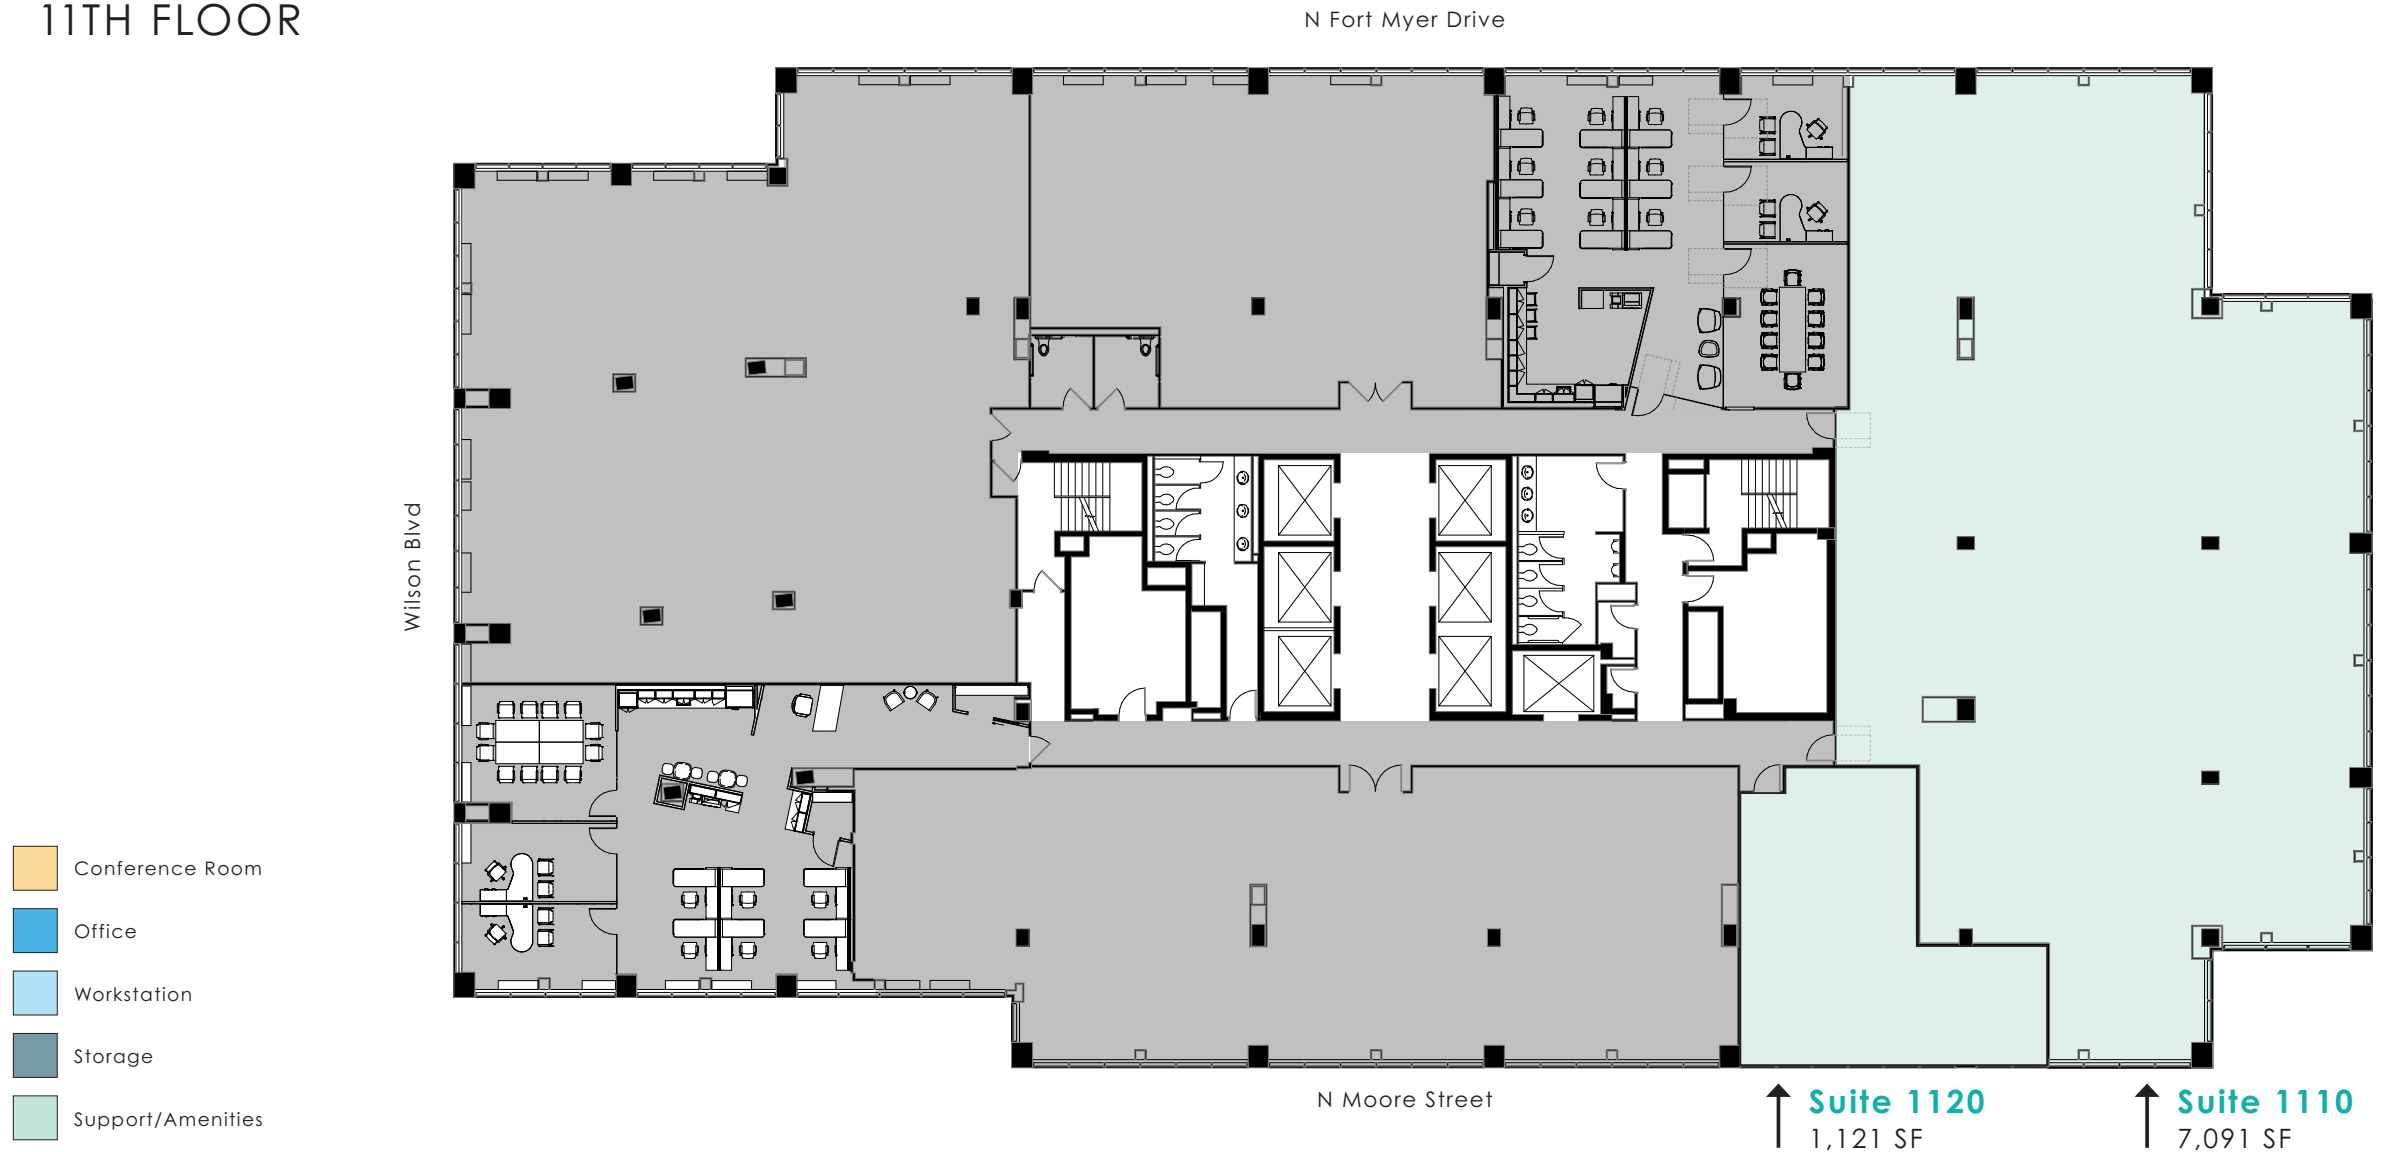 11TH FLOOR
N Fort Myer Drive
Wilson Blvd
Conference Room
Office
Workstation
Storage
Support/Amenities
N Moore Street
Suite 1120
1,121 SF
Suite 1110
7,091 SF